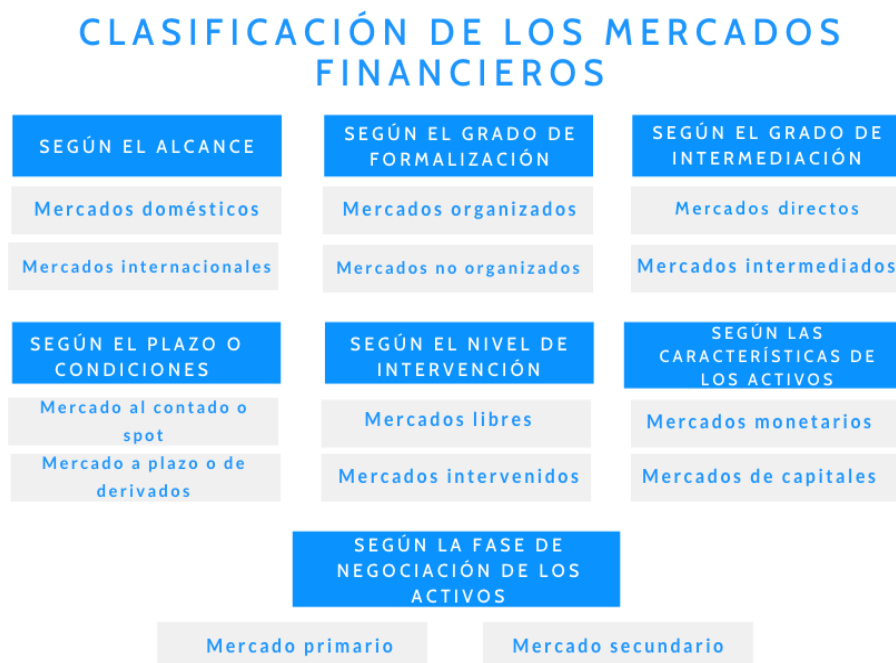 CLASIFICACIÓN DE LOS MERCADOS
FINANCIEROS
SEGÚN EL ALCANCE
Mercados domésticos
Mercados internacionales
SEGÚN EL GRADO DE
FORMALIZACIÓN
Mercados organizados
Mercados no organizados
SEGÚN EL GRADO DE
INTERMEDIACIÓN
Mercados directos
Mercados intermediados
SEGÚN EL PLAZO O
CONDICIONES
Mercado al contado o
spot
Mercado a plazo o de
derivados
SEGÚN EL NIVEL DE
INTERVENCIÓN
Mercados libres
Mercados intervenidos
SEGÚN LAS
CARACTERÍSTICAS DE
LOS ACTIVOS
Mercados monetarios
Mercados de capitales
SEGÚN LA FASE DE
NEGOCIACIÓN DE LOS
ACTIVOS
Mercado primario
Mercado secundario